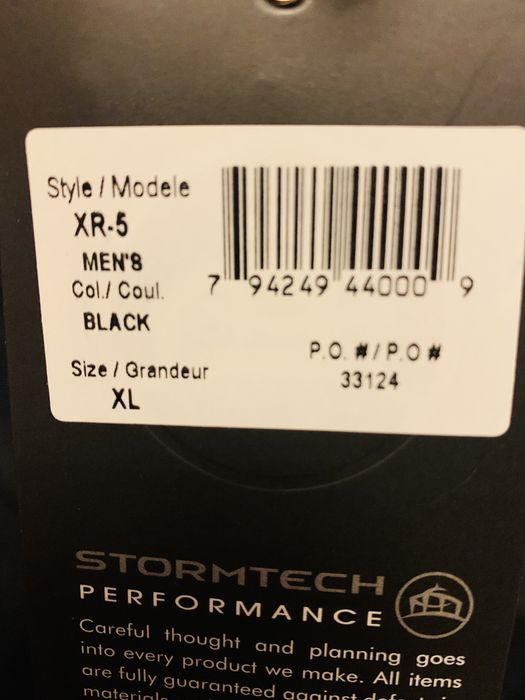 Style / Modele
XR-5
MEN'S
Col./ Coul.
BLACK
Size / Grandeur
XL
7 94249 44000 9
P.O. #/P.O #
33124
STORMTECH
PERFORMANCE
Careful thought and planning goes
into every product we make. All items
are fully guaranteed against
materials